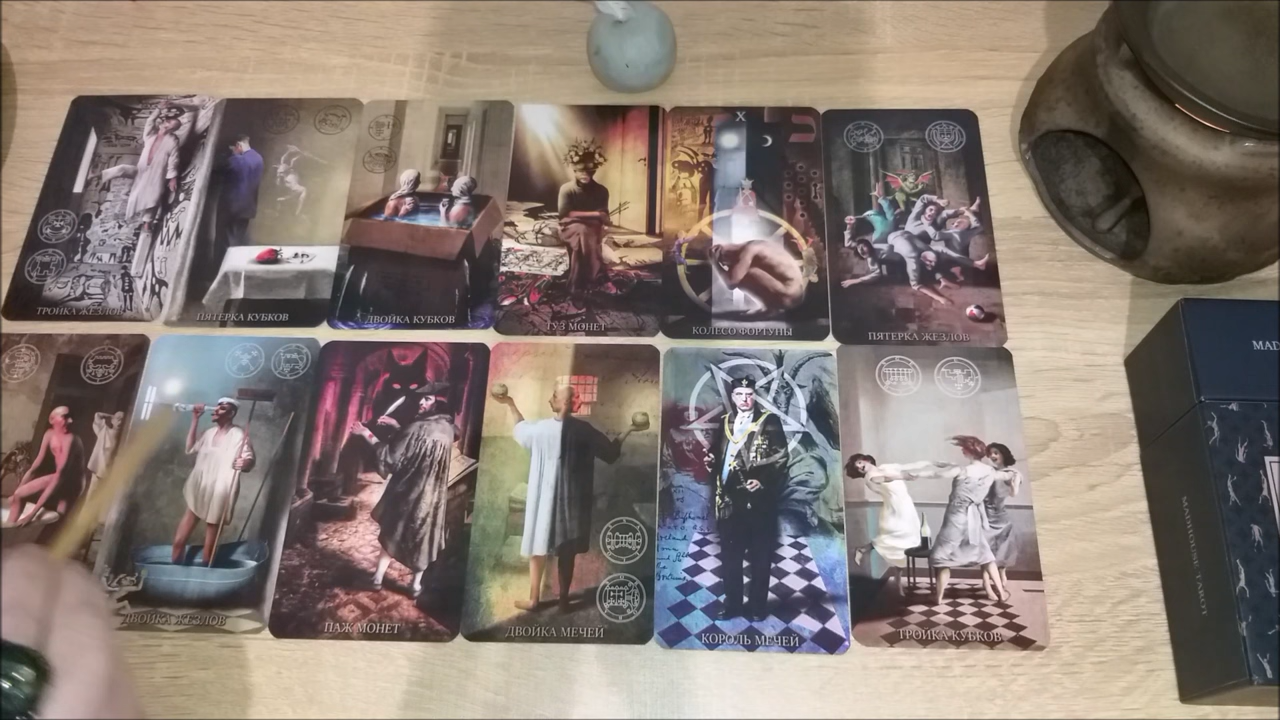 ТРОЙКА ЖЕЗЛОВ
ПЯТЕРКА КУБКОВ
ДВОЙКА КУБКОВ
ТУЗ МОНЕТ
X
КОЛЕСО ФОРТУНЫ
ПЯТЕРКА ЖЕЗЛОВ
ДВОЙКА ЖЕЗЛОВ
ПАЖ МОНЕТ
ДВОЙКА МЕЧЕЙ
КОРОЛЬ МЕЧЕЙ
ТРОЙКА КУБКОВ
MAD
MADHOUSE TAROT